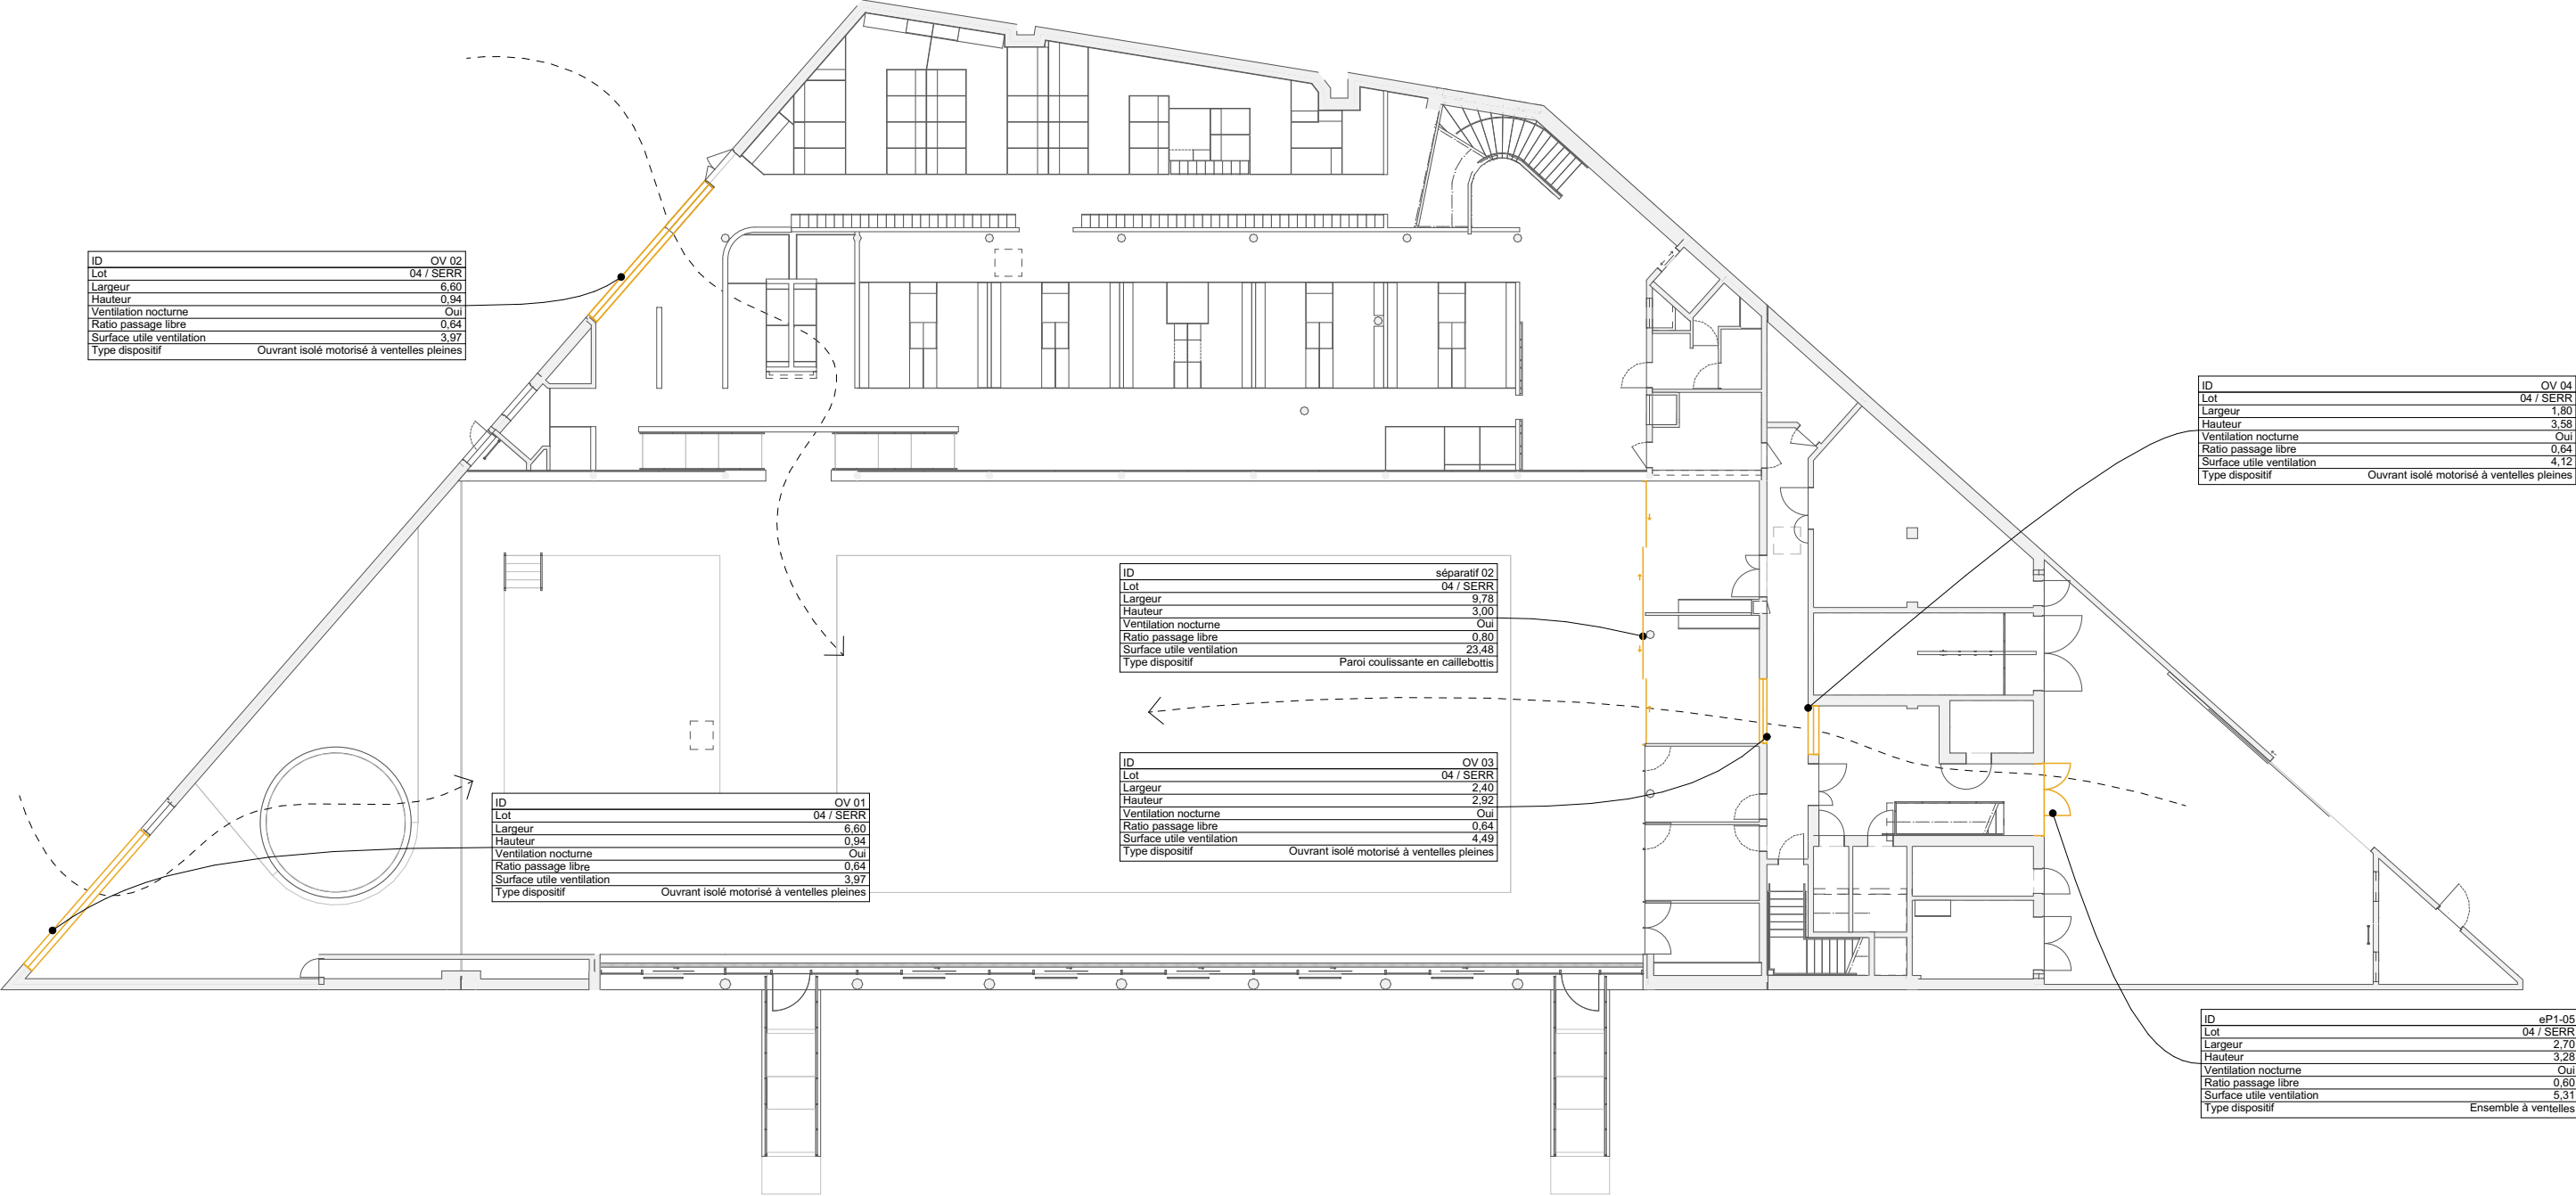 ID OV 02
Lot 04 / SERR
Largeur 6,60
Hauteur 0,94
Ventilation nocturne Oui
Ratio passage libre 0,64
Surface utile ventilation 3,97
Type dispositif Ouvrant isolé motorisé à ventelles pleines
ID OV 04
Lot 04 / SERR
Largeur 1,80
Hauteur 3,58
Ventilation nocturne Oui
Ratio passage libre 0,64
Surface utile ventilation 4,12
Type dispositif Ouvrant isolé motorisé à ventelles pleines
ID séparatif 02
Lot 04 / SERR
Largeur 9,78
Hauteur 3,00
Ventilation nocturne Oui
Ratio passage libre 0,80
Surface utile ventilation 23,48
Type dispositif Paroi coulissante en caillebottis
ID OV 03
Lot 04 / SERR
Largeur 2,40
Hauteur 2,92
Ventilation nocturne Oui
Ratio passage libre 0,64
Surface utile ventilation 4,49
Type dispositif Ouvrant isolé motorisé à ventelles pleines
ID OV 01
Lot 04 / SERR
Largeur 6,60
Hauteur 0,94
Ventilation nocturne Oui
Ratio passage libre 0,64
Surface utile ventilation 3,97
Type dispositif Ouvrant isolé motorisé à ventelles pleines
ID eP1-05
Lot 04 / SERR
Largeur 2,70
Hauteur 3,28
Ventilation nocturne Oui
Ratio passage libre 0,60
Surface utile ventilation 5,31
Type dispositif Ensemble à ventelles